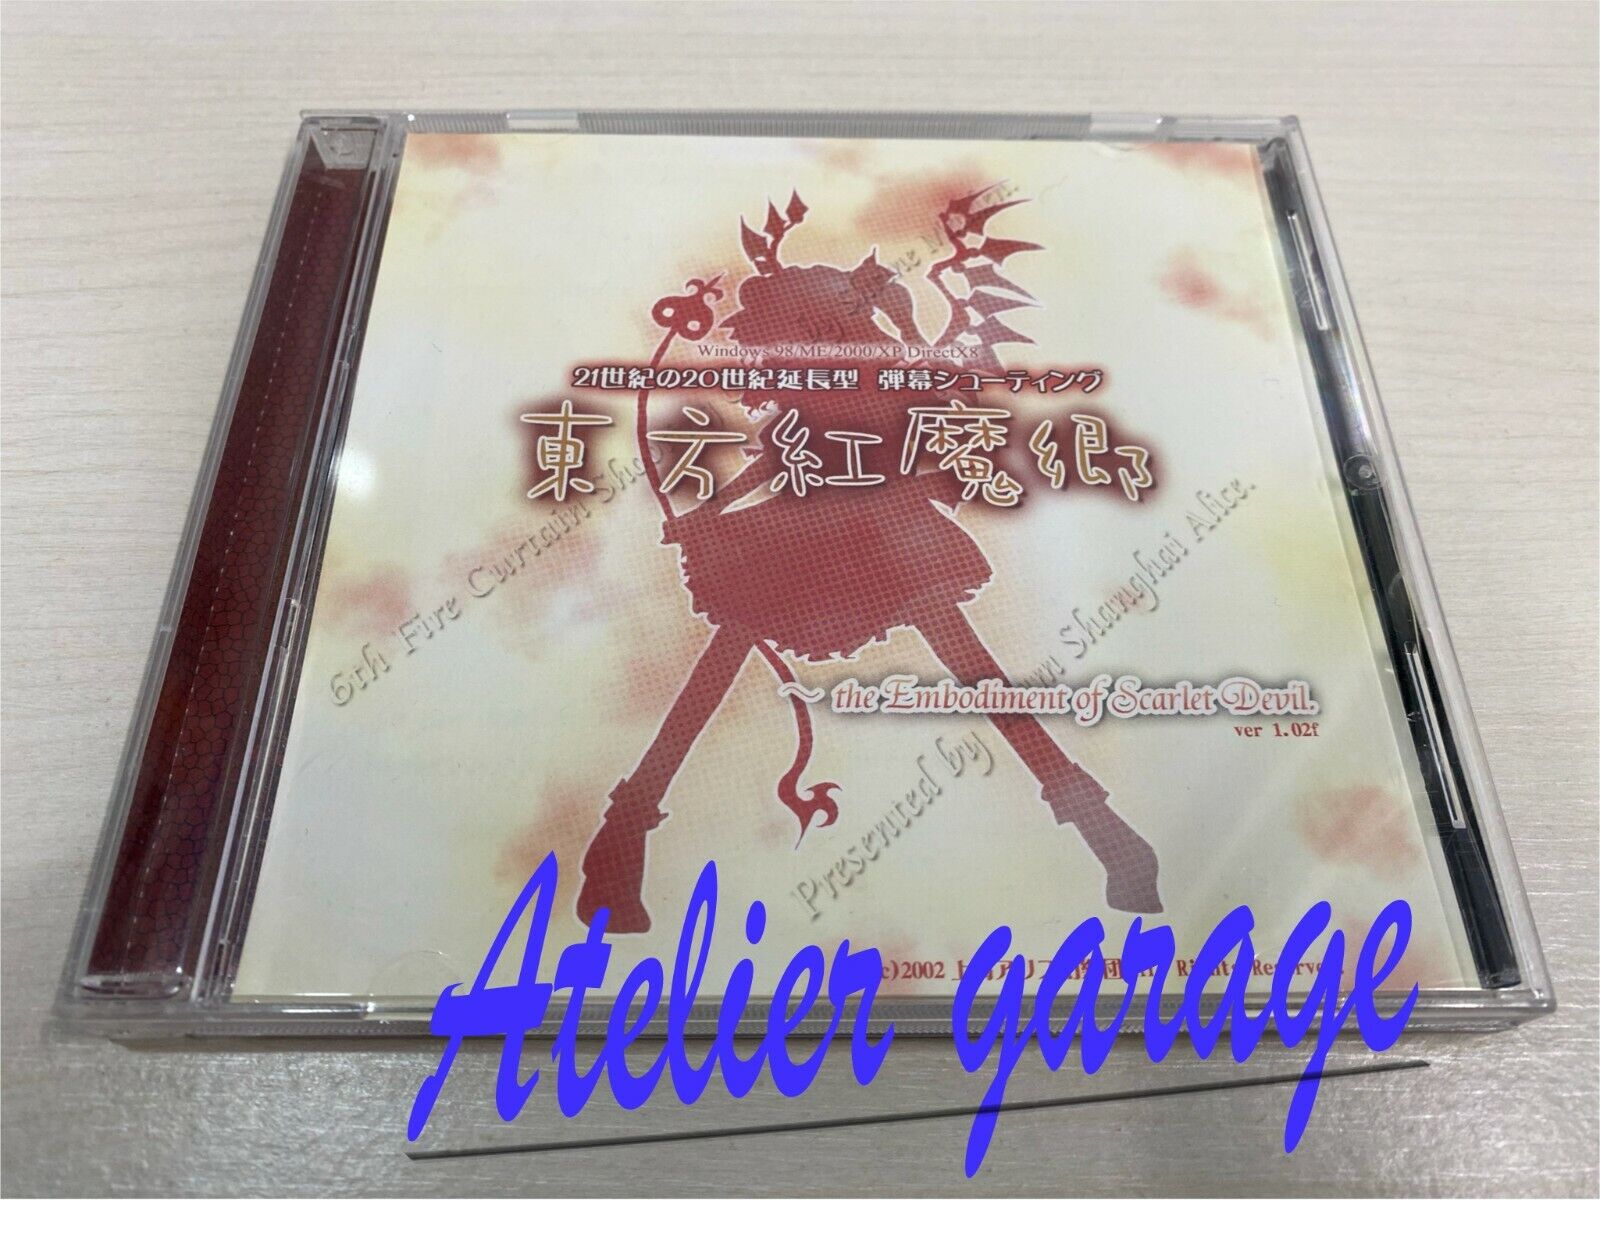 Windows 98/ME/2000/XP DirectX8
21世紀の20世紀延長型 弾幕シューティング
東方紅魔郷
6th Fire Curtain Shooting
〜 the Embodiment of Scarlet Devil.
ver 1.02f
Presented by Shanghai Alice.
(c)2002 Rights Reserved.
Atelier garage